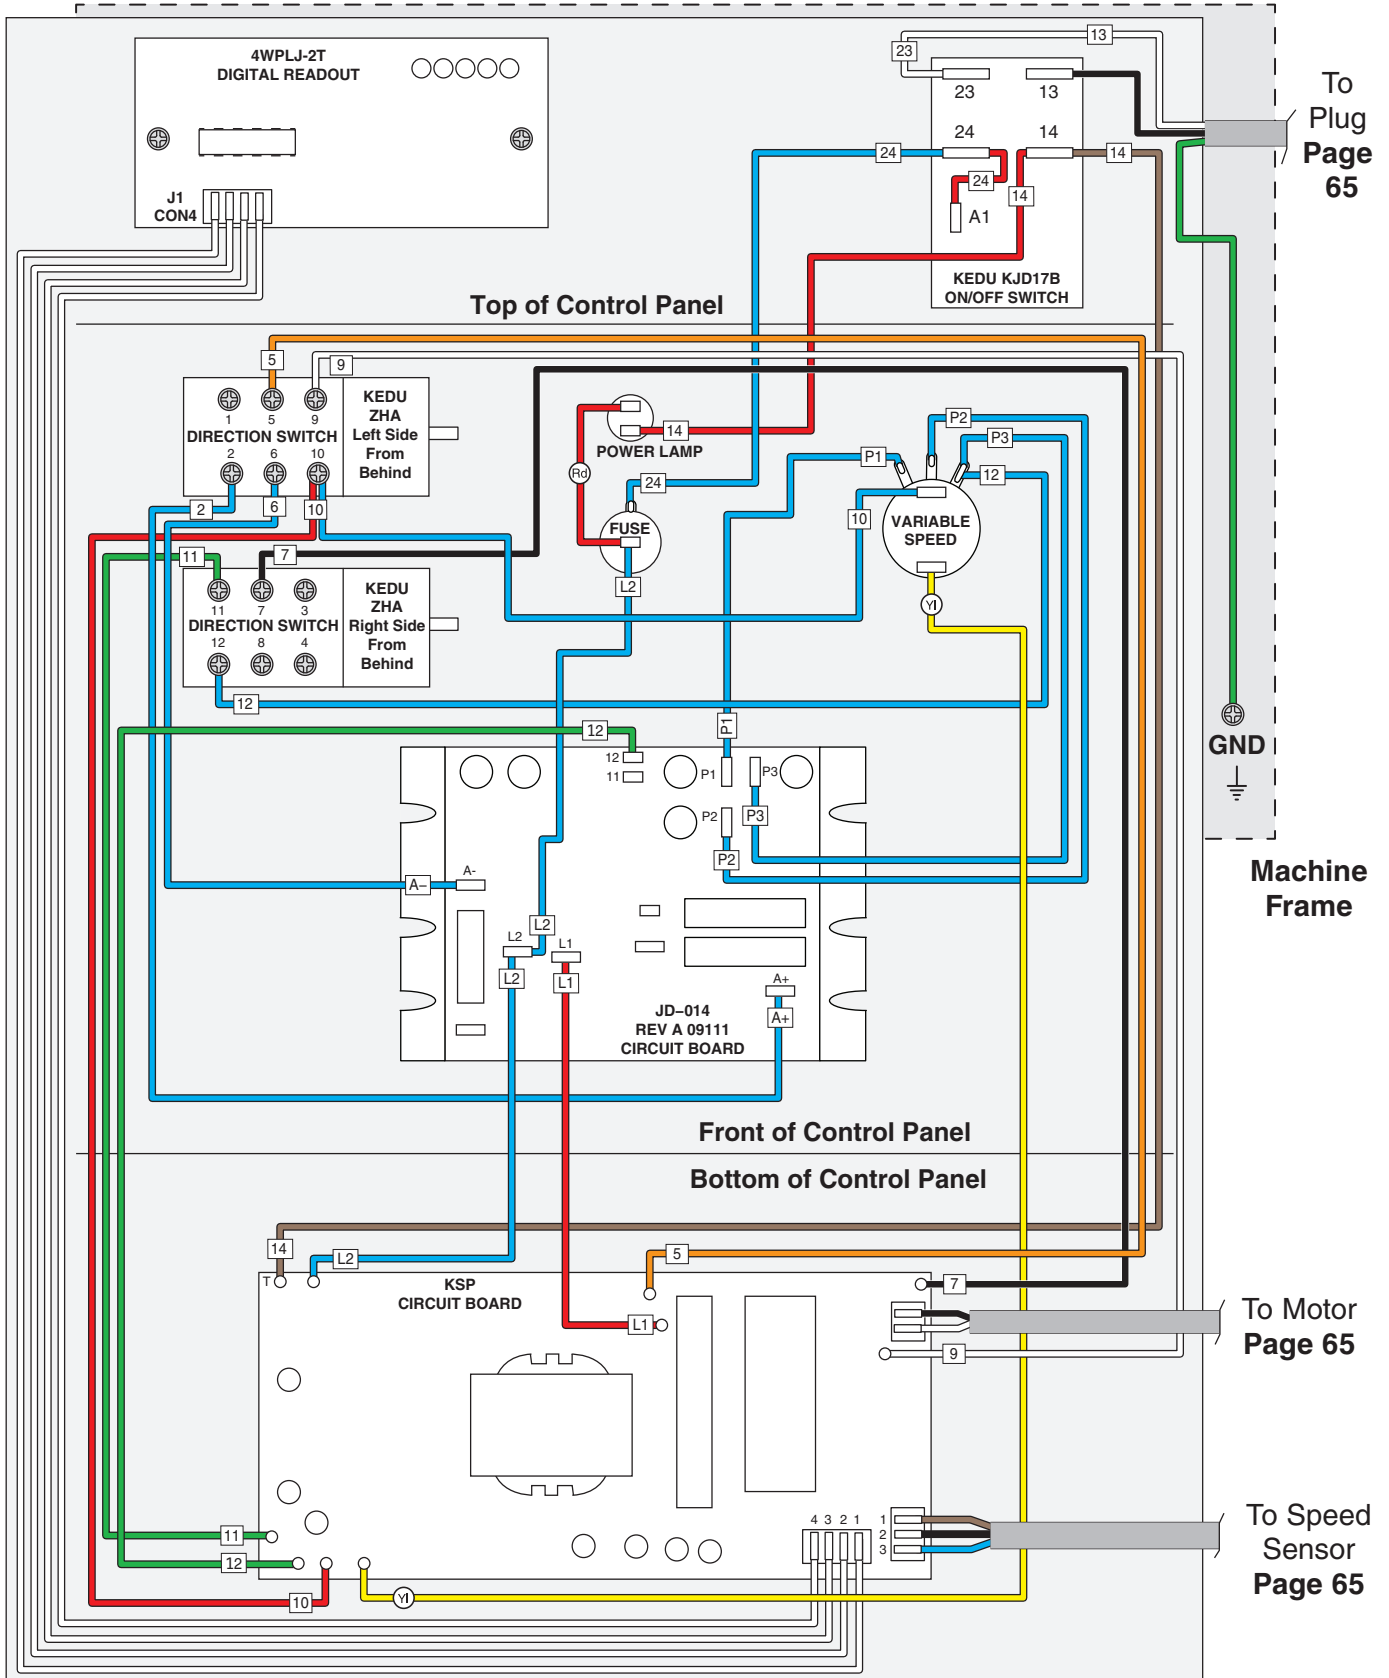 4WPLJ-2T
DIGITAL READOUT
J1
CON4
23
13
23
13
24
14
24
14
24
14
A1
KEDU KJD17B
ON/OFF SWITCH
To
Plug
Page
65
Top of Control Panel
5
9
1
5
9
DIRECTION SWITCH
2
6
10
KEDU
ZHA
Left Side
From
Behind
2
6
10
14
POWER LAMP
Rd
24
FUSE
L2
P1
P2
P3
12
10
VARIABLE
SPEED
Yl
11
7
11
7
3
DIRECTION SWITCH
12
8
4
KEDU
ZHA
Right Side
From
Behind
12
12
12
11
P1
P1
P3
P2
P3
P2
GND
Machine
Frame
A–
A-
L2
L2
L2
L1
L1
A+
A+
JD–014
REV A 09111
CIRCUIT BOARD
Front of Control Panel
Bottom of Control Panel
14
T
L2
5
7
KSP
CIRCUIT BOARD
L1
9
To Motor
Page 65
11
12
10
Yl
4 3 2 1
1
2
3
To Speed
Sensor
Page 65